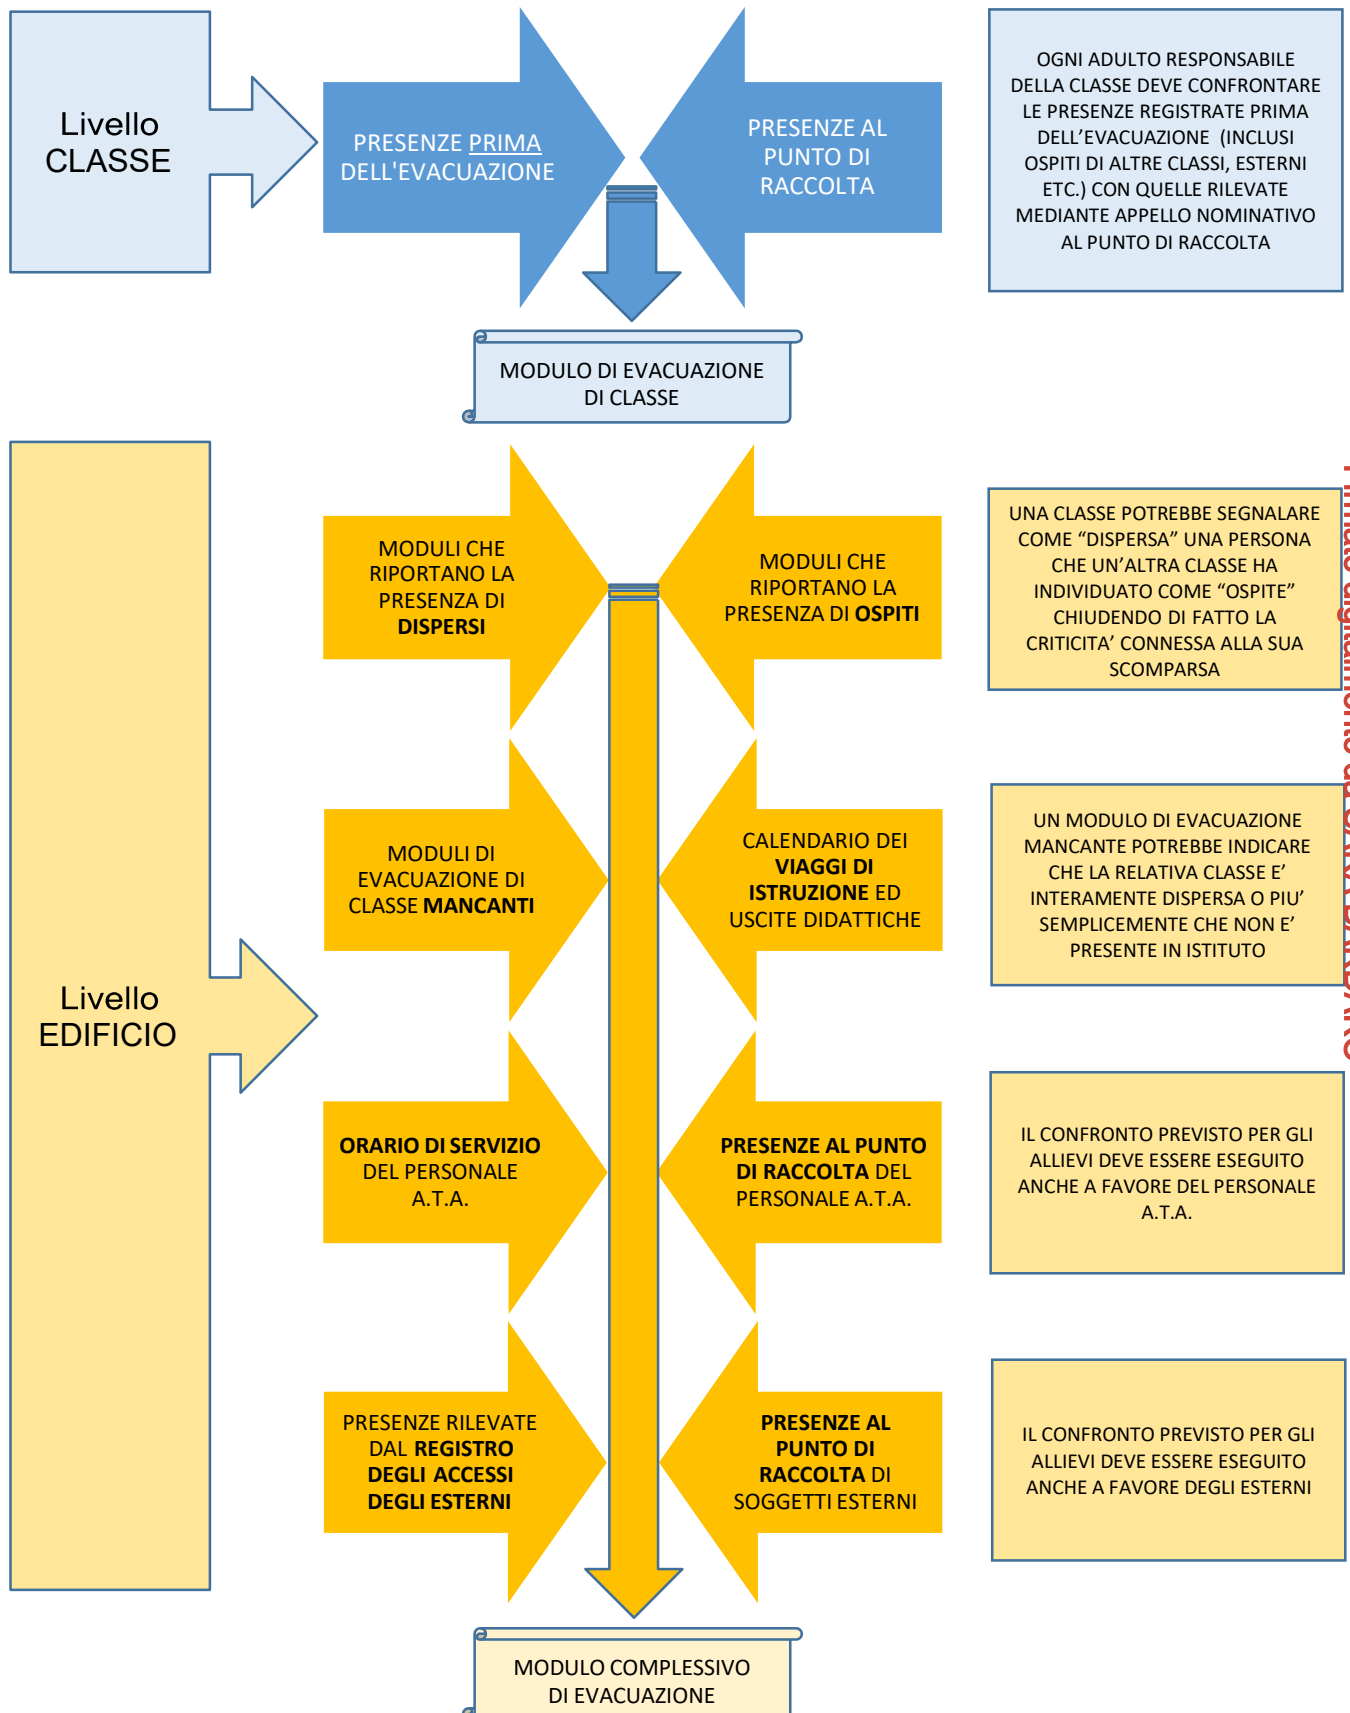 Livello
CLASSE
PRESENZE PRIMA
DELL'EVACUAZIONE
PRESENZE AL
PUNTO DI
RACCOLTA
OGNI ADULTO RESPONSABILE
DELLA CLASSE DEVE CONFRONTARE
LE PRESENZE REGISTRATE PRIMA
DELL’EVACUAZIONE (INCLUSI
OSPITI DI ALTRE CLASSI, ESTERNI
ETC.) CON QUELLE RILEVATE
MEDIANTE APPELLO NOMINATIVO
AL PUNTO DI RACCOLTA
MODULO DI EVACUAZIONE
DI CLASSE
Livello
EDIFICIO
MODULI CHE
RIPORTANO LA
PRESENZA DI
DISPERSI
MODULI CHE
RIPORTANO LA
PRESENZA DI OSPITI
UNA CLASSE POTREBBE SEGNALARE
COME “DISPERSA” UNA PERSONA
CHE UN’ALTRA CLASSE HA
INDIVIDUATO COME “OSPITE”
CHIUDENDO DI FATTO LA
CRITICITA’ CONNESSA ALLA SUA
SCOMPARSA
MODULI DI
EVACUAZIONE DI
CLASSE MANCANTI
CALENDARIO DEI
VIAGGI DI
ISTRUZIONE ED
USCITE DIDATTICHE
UN MODULO DI EVACUAZIONE
MANCANTE POTREBBE INDICARE
CHE LA RELATIVA CLASSE E’
INTERAMENTE DISPERSA O PIU’
SEMPLICEMENTE CHE NON E’
PRESENTE IN ISTITUTO
ORARIO DI SERVIZIO
DEL PERSONALE
A.T.A.
PRESENZE AL PUNTO
DI RACCOLTA DEL
PERSONALE A.T.A.
IL CONFRONTO PREVISTO PER GLI
ALLIEVI DEVE ESSERE ESEGUITO
ANCHE A FAVORE DEL PERSONALE
A.T.A.
PRESENZE RILEVATE
DAL REGISTRO
DEGLI ACCESSI
DEGLI ESTERNI
PRESENZE AL
PUNTO DI
RACCOLTA DI
SOGGETTI ESTERNI
IL CONFRONTO PREVISTO PER GLI
ALLIEVI DEVE ESSERE ESEGUITO
ANCHE A FAVORE DEGLI ESTERNI
MODULO COMPLESSIVO
DI EVACUAZIONE